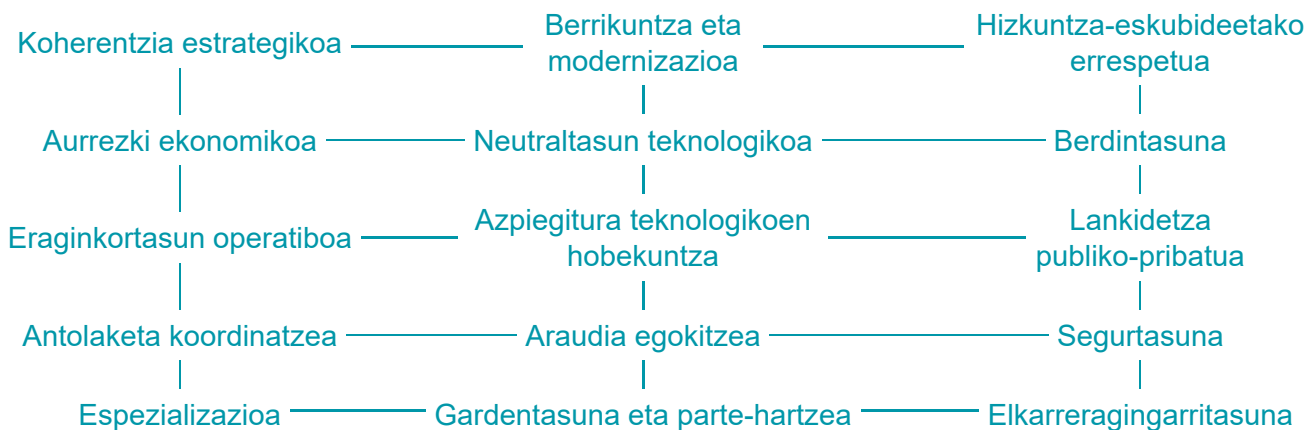 Koherentzia estrategikoa
Berrikuntza eta
modernizazioa
Hizkuntza-eskubideetako
errespetua
Aurrezki ekonomikoa
Neutraltasun teknologikoa
Berdintasuna
Eraginkortasun operatiboa
Azpiegitura teknologikoen
hobekuntza
Lankidetza
publiko-pribatua
Antolaketa koordinatzea
Araudia egokitzea
Segurtasuna
Espezializazioa
Gardentasuna eta parte-hartzea
Elkarreragingarritasuna